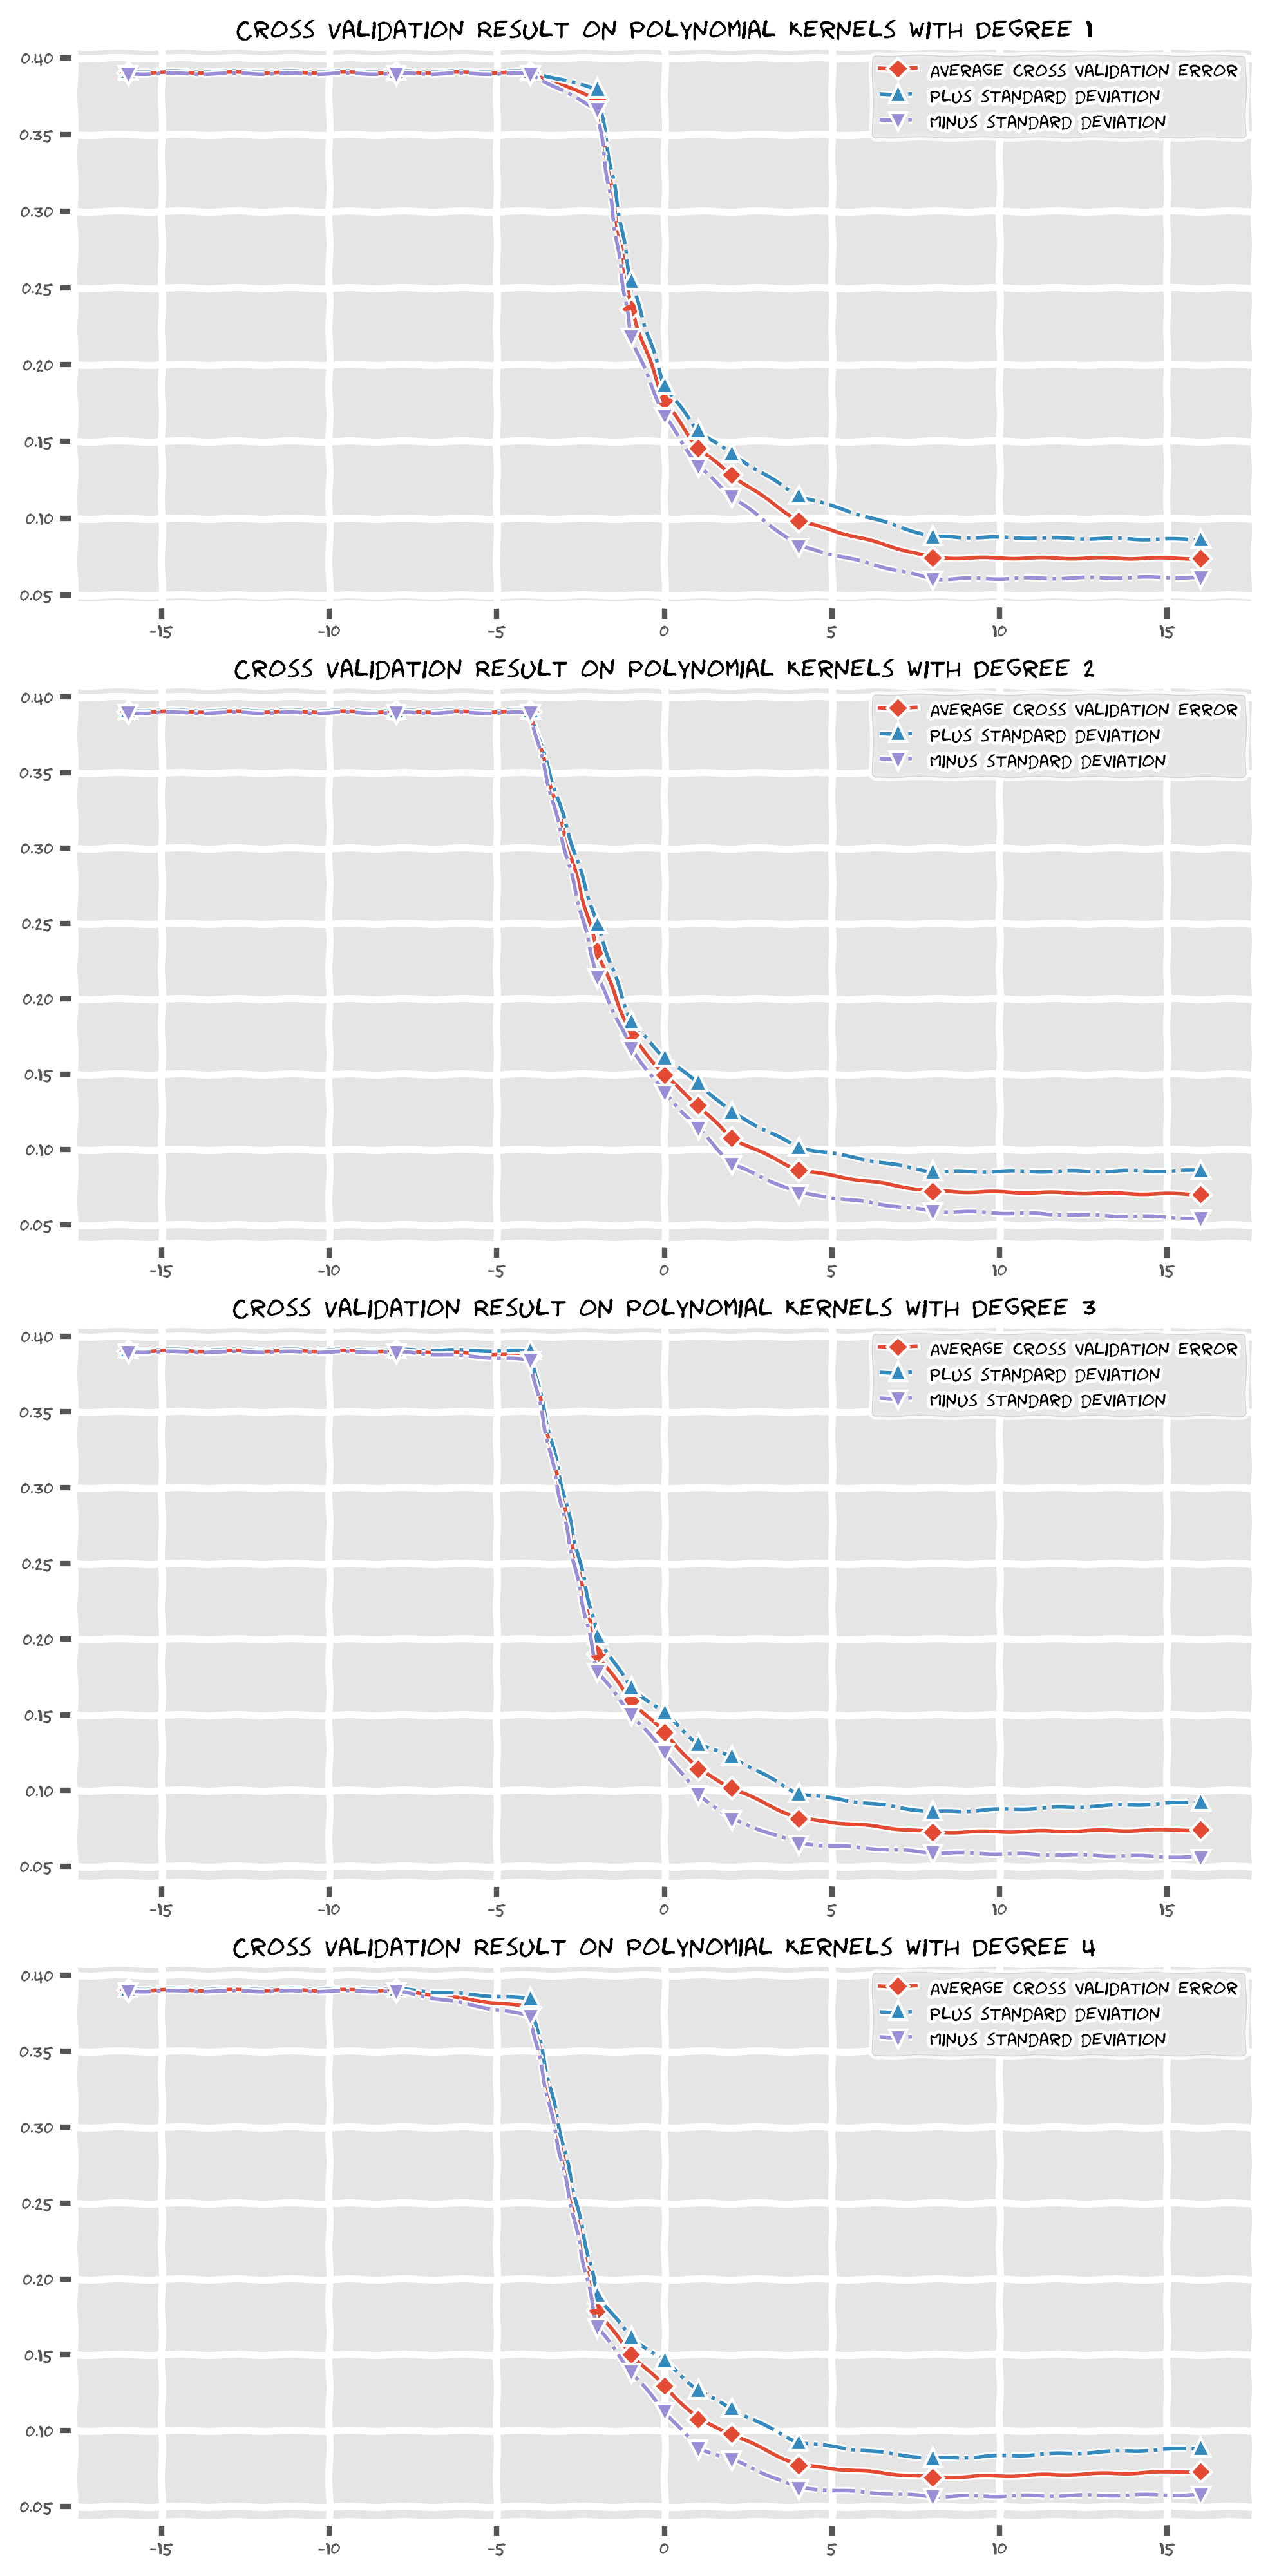 CROSS VALIDATION RESULT ON POLYNOMIAL KERNELS WITH DEGREE 1
AVERAGE CROSS VALIDATION ERROR
PLUS STANDARD DEVIATION
MINUS STANDARD DEVIATION
0.40
0.35
0.30
0.25
0.20
0.15
0.10
0.05
-15 -10 -5 0 5 10 15
CROSS VALIDATION RESULT ON POLYNOMIAL KERNELS WITH DEGREE 2
AVERAGE CROSS VALIDATION ERROR
PLUS STANDARD DEVIATION
MINUS STANDARD DEVIATION
0.40
0.35
0.30
0.25
0.20
0.15
0.10
0.05
-15 -10 -5 0 5 10 15
CROSS VALIDATION RESULT ON POLYNOMIAL KERNELS WITH DEGREE 3
AVERAGE CROSS VALIDATION ERROR
PLUS STANDARD DEVIATION
MINUS STANDARD DEVIATION
0.40
0.35
0.30
0.25
0.20
0.15
0.10
0.05
-15 -10 -5 0 5 10 15
CROSS VALIDATION RESULT ON POLYNOMIAL KERNELS WITH DEGREE 4
AVERAGE CROSS VALIDATION ERROR
PLUS STANDARD DEVIATION
MINUS STANDARD DEVIATION
0.40
0.35
0.30
0.25
0.20
0.15
0.10
0.05
-15 -10 -5 0 5 10 15